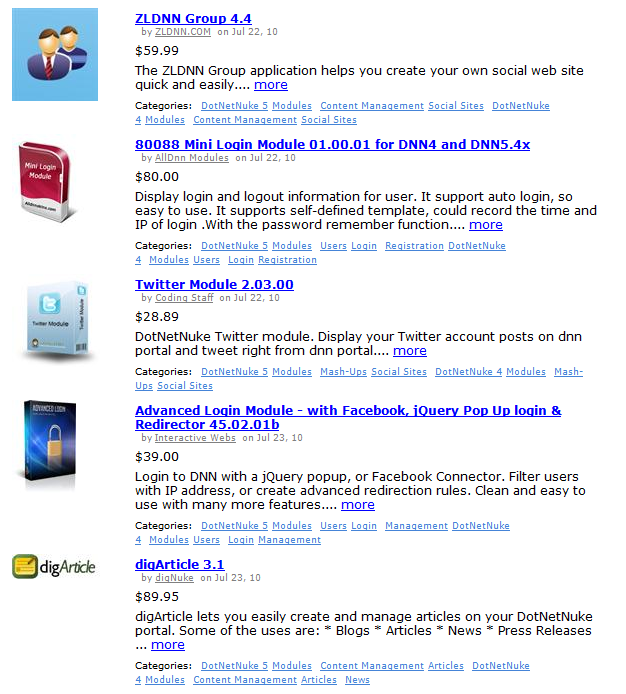 ZLDNN Group 4.4
by ZLDNN.COM on Jul 22, 10
$59.99
The ZLDNN Group application helps you create your own social web site
quick and easily.... more
Categories: DotNetNuke 5 Modules Content Management Social Sites DotNetNuke
4 Modules Content Management Social Sites
Mini Login
Module
80088 Mini Login Module 01.00.01 for DNN4 and DNN5.4x
by AllDnn Modules on Jul 22, 10
$80.00
Display login and logout information for user. It support auto login, so
easy to use. It supports self-defined template, could record the time and
IP of login .With the password remember function.... more
Categories: DotNetNuke 5 Modules Users Login Registration DotNetNuke
4 Modules Users Login Registration
Twitter Module
Twitter Module 2.03.00
by Coding Staff on Jul 22, 10
$28.89
DotNetNuke Twitter module. Display your Twitter account posts on dnn
portal and tweet right from dnn portal.... more
Categories: DotNetNuke 5 Modules Mash-Ups Social Sites DotNetNuke 4 Modules Mash-
Ups Social Sites
ADVANCED LOGIN
Advanced Login Module - with Facebook, jQuery Pop Up login &
Redirector 45.02.01b
by Interactive Webs on Jul 23, 10
$39.00
Login to DNN with a jQuery popup, or Facebook Connector. Filter users
with IP address, or create advanced redirection rules. Clean and easy to
use with many more features.... more
Categories: DotNetNuke 5 Modules Users Login Management DotNetNuke
4 Modules Users Login Management
digArticle
digArticle 3.1
by digNuke on Jul 23, 10
$89.95
digArticle lets you easily create and manage articles on your DotNetNuke
portal. Some of the uses are: * Blogs * Articles * News * Press Releases
... more
Categories: DotNetNuke 5 Modules Content Management Articles DotNetNuke
4 Modules Content Management Articles News